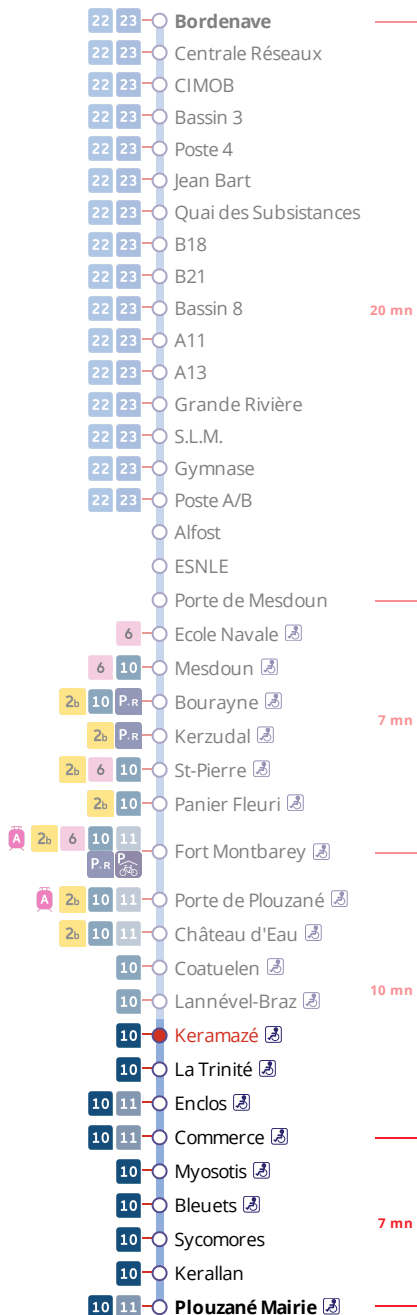 22 23 Bordenave
22 23 Centrale Réseaux
22 23 CIMOB
22 23 Bassin 3
22 23 Poste 4
22 23 Jean Bart
22 23 Quai des Subsistances
22 23 B18
22 23 B21
22 23 Bassin 8 20 mn
22 23 A11
22 23 A13
22 23 Grande Rivière
22 23 S.L.M.
22 23 Gymnase
22 23 Poste A/B
Alfost
ESNLE
Porte de Mesdoun
6 Ecole Navale
6 10 Mesdoun
2b 10 P.R Bourayne 7 mn
2b P.R Kerzudal
2b 6 10 St-Pierre
2b 10 Panier Fleuri
A 2b 6 10 11
P.R P Fort Montbarey
A 2b 10 11 Porte de Plouzané
2b 10 11 Château d'Eau
10 Coatuelen
10 Lannével-Braz 10 mn
10 Keramazé
10 La Trinité
10 11 Enclos
10 11 Commerce
10 Myosotis
10 Bleuets 7 mn
10 Sycomores
10 Kerallan
10 11 Plouzané Mairie